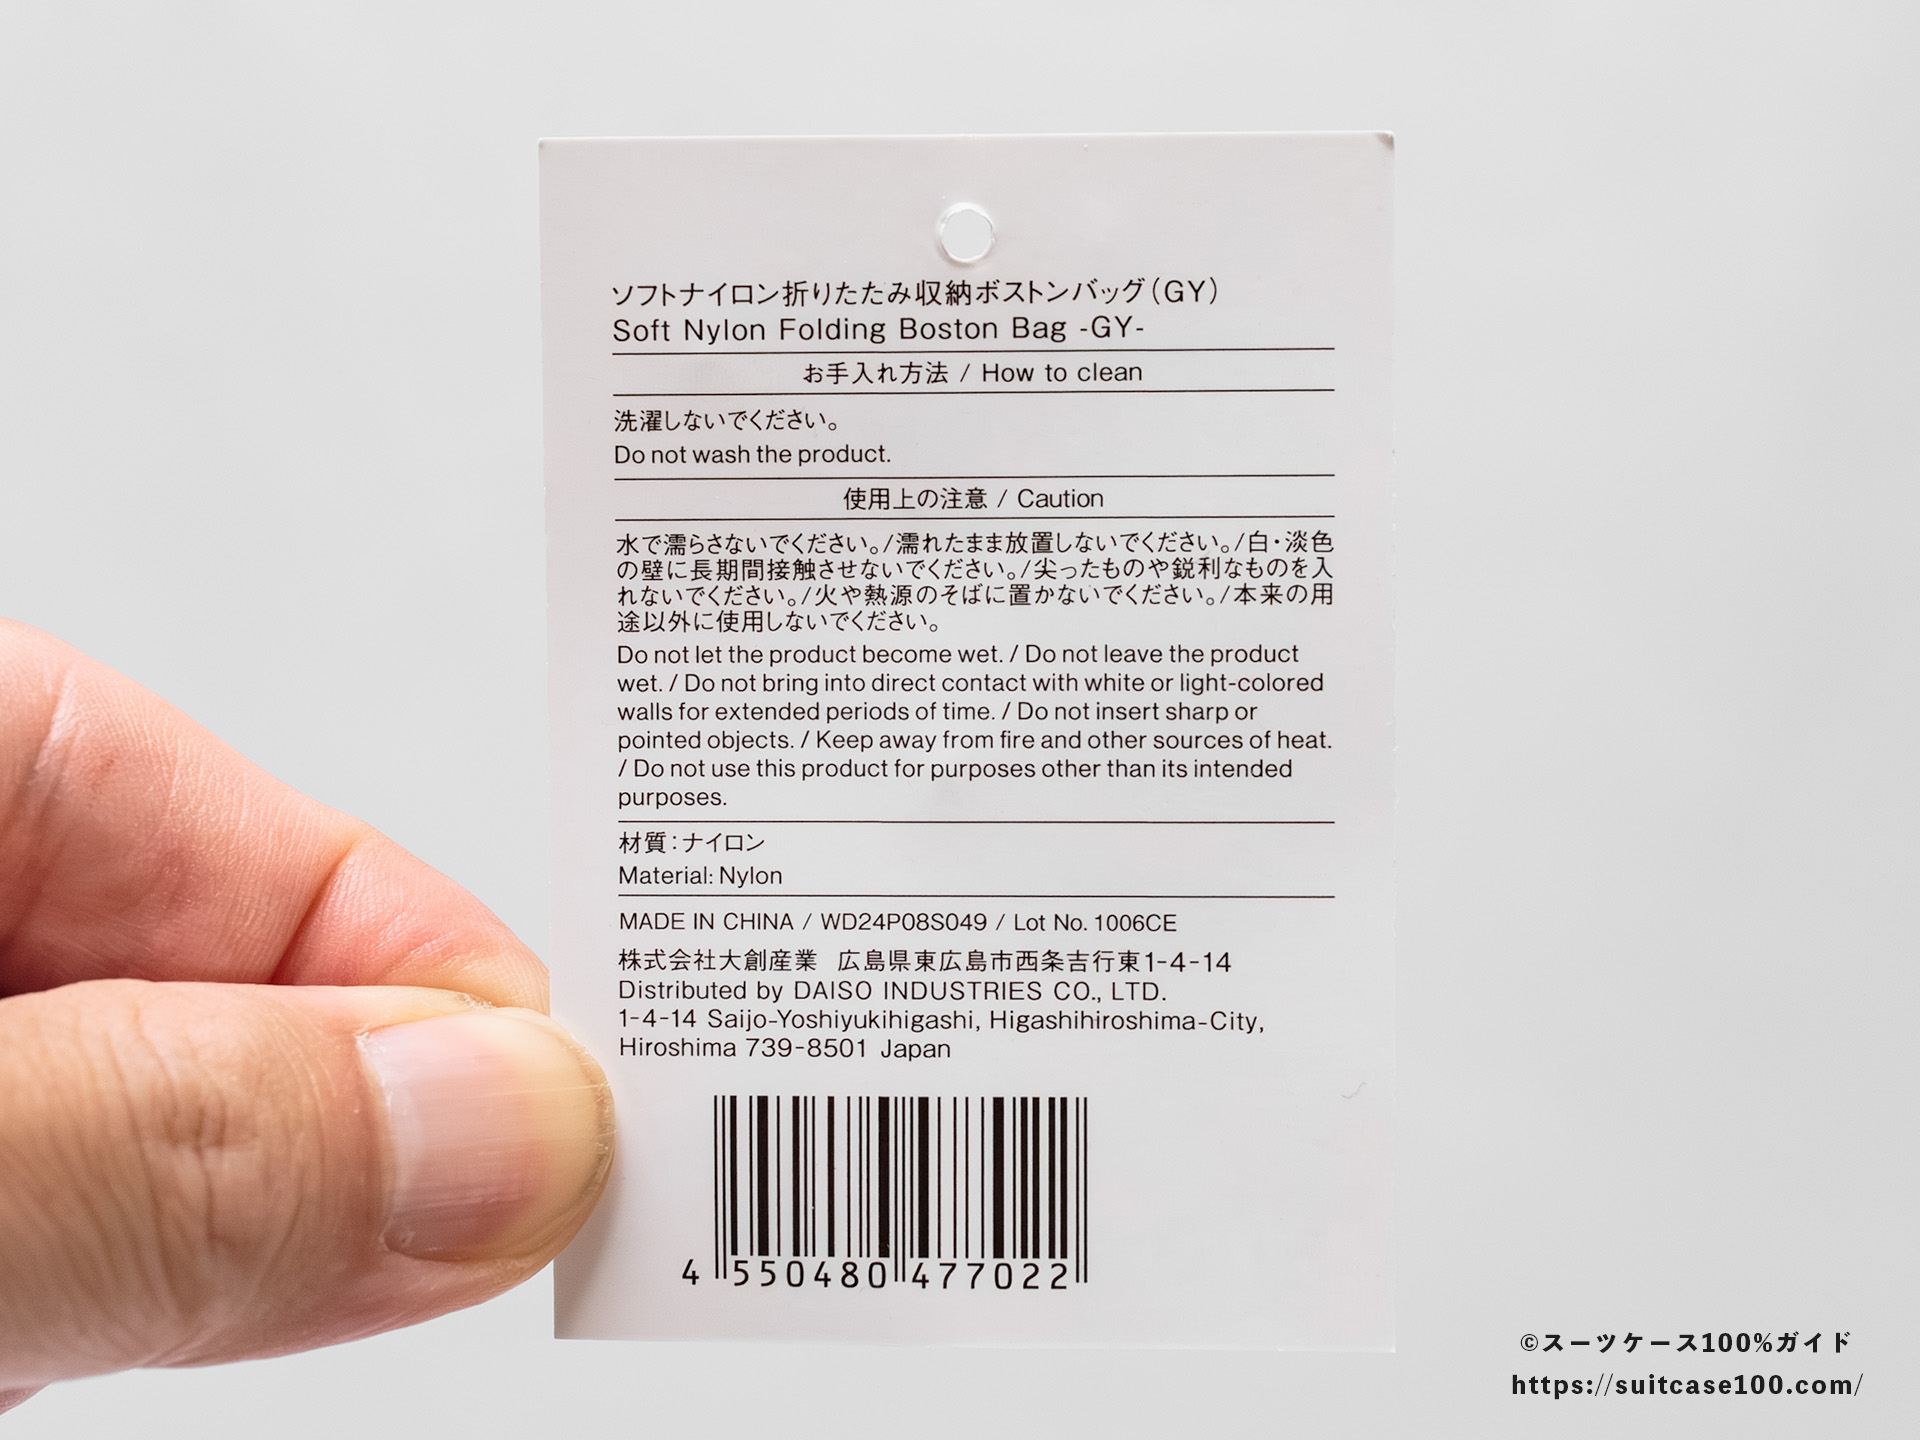 ソフトナイロン折りたたみ収納ボストンバッグ（GY）
Soft Nylon Folding Boston Bag -GY-
お手入れ方法 / How to clean
洗濯しないでください。
Do not wash the product.
使用上の注意 / Caution
水で濡らさないでください。/濡れたまま放置しないでください。/白・淡色
の壁に長期間接触させないでください。/尖ったものや鋭利なものを入
れないでください。/火や熱源のそばに置かないでください。/本来の用
途以外に使用しないでください。
Do not let the product become wet. / Do not leave the product
wet. / Do not bring into direct contact with white or light-colored
walls for extended periods of time. / Do not insert sharp or
pointed objects. / Keep away from fire and other sources of heat.
/ Do not use this product for purposes other than its intended
purposes.
材質：ナイロン
Material: Nylon
MADE IN CHINA / WD24P08S049 / Lot No. 1006CE
株式会社大創産業 広島県東広島市西条吉行東1-4-14
Distributed by DAISO INDUSTRIES CO., LTD.
1-4-14 Saijo-Yoshiyukihigashi, Higashihiroshima-City,
Hiroshima 739-8501 Japan
4 550480 477022
©スーツケース100%ガイド
https://suitcase100.com/